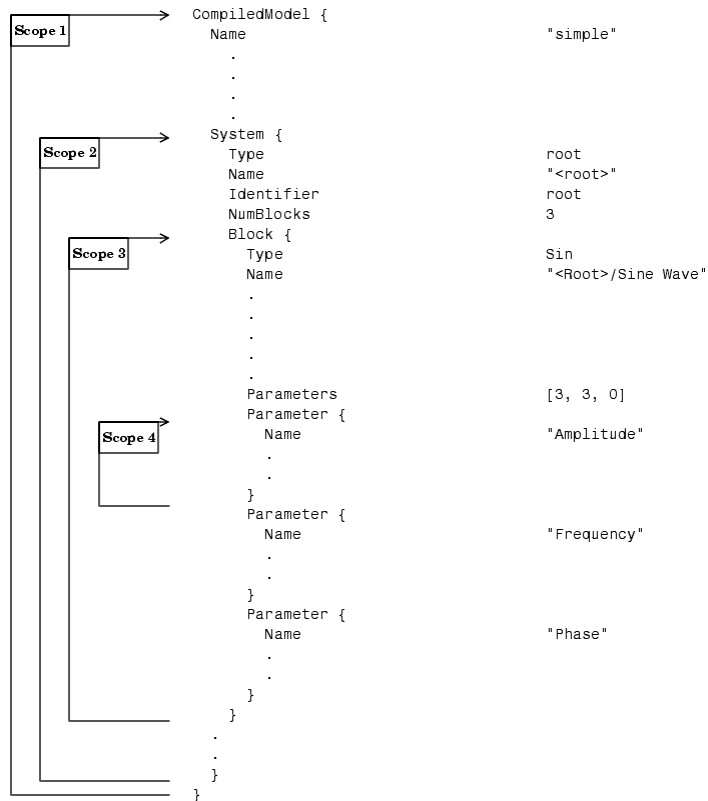 Scope 1 CompiledModel {
Name "simple"
.
.
.
.
Scope 2 System {
Type root
Name "<root>"
Identifier root
NumBlocks 3
Scope 3 Block {
Type Sin
Name "<Root>/Sine Wave"
.
.
.
.
.
Parameters [3, 3, 0]
Scope 4 Parameter {
Name "Amplitude"
.
.
}
Parameter {
Name "Frequency"
.
.
}
Parameter {
Name "Phase"
.
.
}
}
.
.
}
}